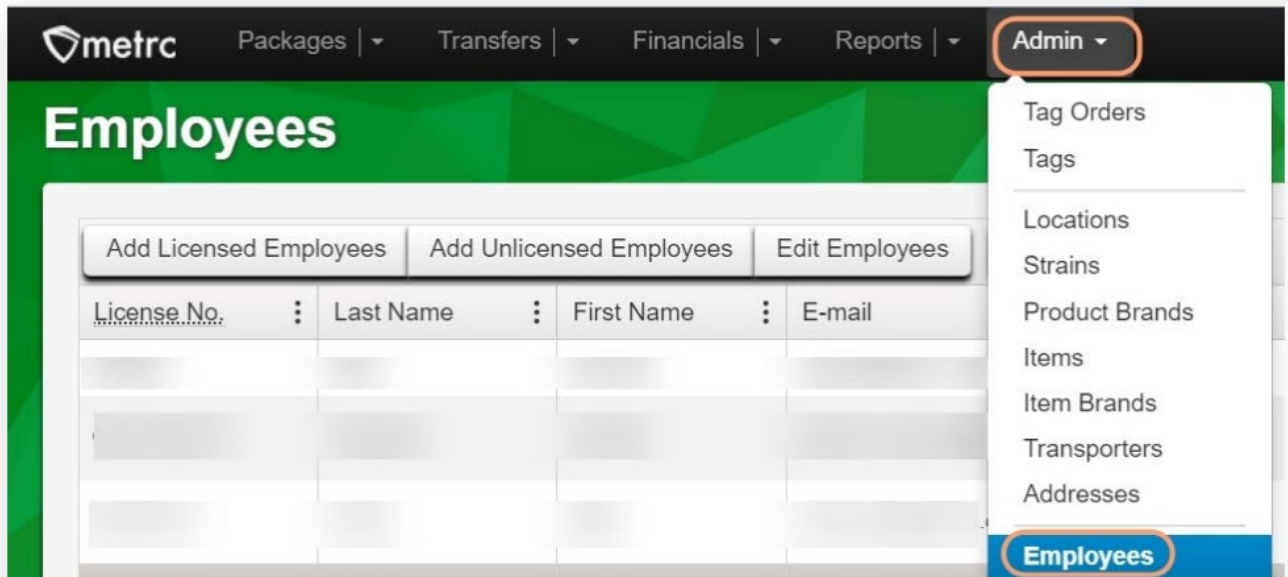 metrc Packages | Transfers | Financials | Reports | Admin
Employees
Add Licensed Employees Add Unlicensed Employees Edit Employees
License No. Last Name First Name E-mail
Tag Orders
Tags
Locations
Strains
Product Brands
Items
Item Brands
Transporters
Addresses
Employees